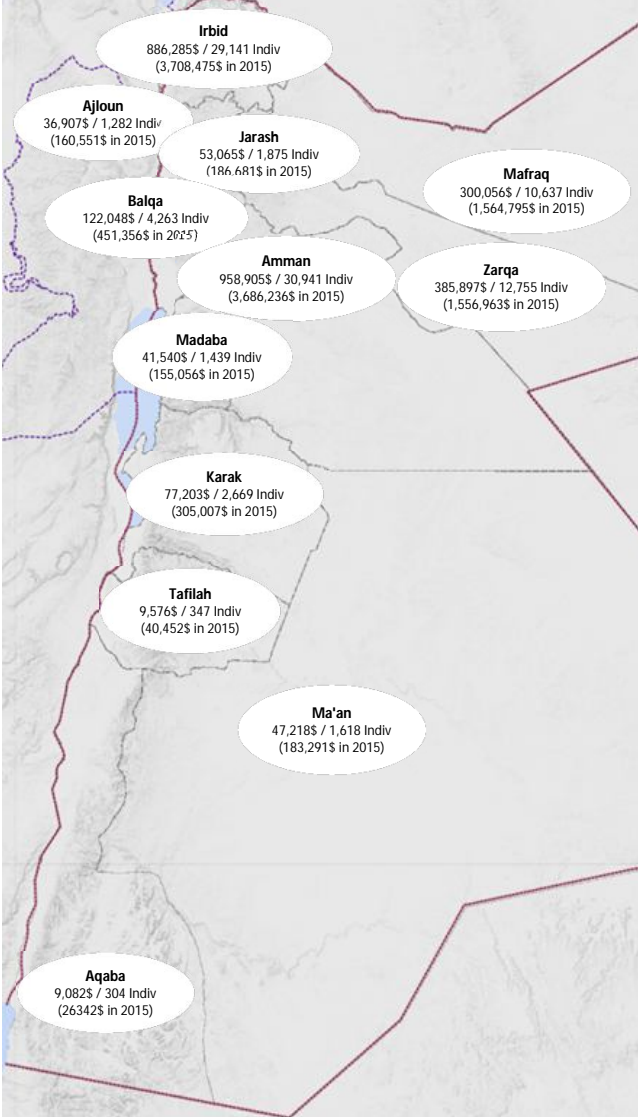 Irbid
886,285$ / 29,141 Indiv
(3,708,475$ in 2015)
Ajloun
36,907$ / 1,282 Indiv
(160,551$ in 2015)
Jarash
53,065$ / 1,875 Indiv
(186,681$ in 2015)
Mafraq
300,056$ / 10,637 Indiv
(1,564,795$ in 2015)
Balqa
122,048$ / 4,263 Indiv
(451,356$ in 2015)
Amman
958,905$ / 30,941 Indiv
(3,686,236$ in 2015)
Zarqa
385,897$ / 12,755 Indiv
(1,556,963$ in 2015)
Madaba
41,540$ / 1,439 Indiv
(155,056$ in 2015)
Karak
77,203$ / 2,669 Indiv
(305,007$ in 2015)
Tafilah
9,576$ / 347 Indiv
(40,452$ in 2015)
Ma'an
47,218$ / 1,618 Indiv
(183,291$ in 2015)
Aqaba
9,082$ / 304 Indiv
(26342$ in 2015)